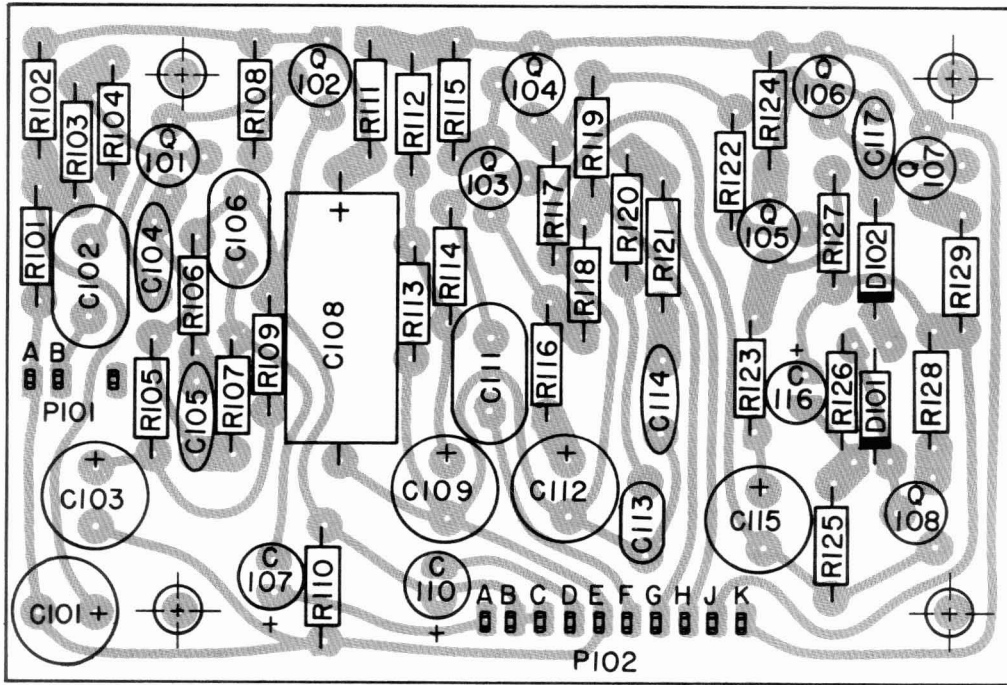 R102
R103
R104
Q 101
R108
Q 102
R111
R112
R115
Q 104
R119
R124
Q 106
C117
Q 107
R101
C102
C104
R106
C106
+
C108
R113
R114
Q 103
R117
R118
R120
R121
R122
Q 105
R127
D102
R129
A B
P101
R105
C105
R107
R109
C111
R116
C114
R123
+
C 116
R126
D101
R128
+
C103
+
C109
+
C112
C113
+
C115
R125
Q 108
C101 +
C 107
+
R110
C 110
+
A B C D E F G H J K
P102